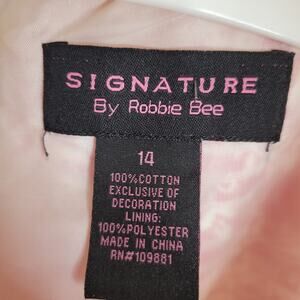 SIGNATURE
By Robbie Bee
14
100%COTTON
EXCLUSIVE OF
DECORATION
LINING:
100%POLYESTER
MADE IN CHINA
RN#109881